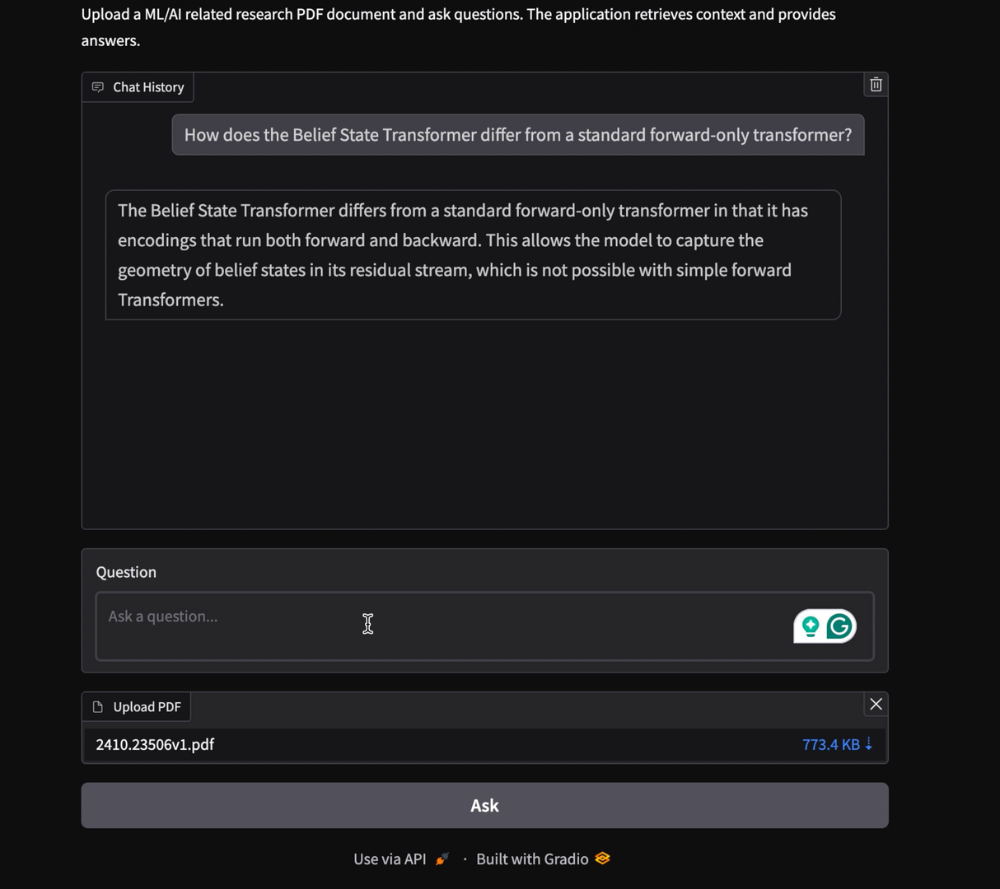 Upload a ML/AI related research PDF document and ask questions. The application retrieves context and provides
answers.
Chat History
How does the Belief State Transformer differ from a standard forward-only transformer?
The Belief State Transformer differs from a standard forward-only transformer in that it has
encodings that run both forward and backward. This allows the model to capture the
geometry of belief states in its residual stream, which is not possible with simple forward
Transformers.
Question
Ask a question...
Upload PDF
2410.23506v1.pdf
773.4 KB ⇣
Ask
Use via API · Built with Gradio